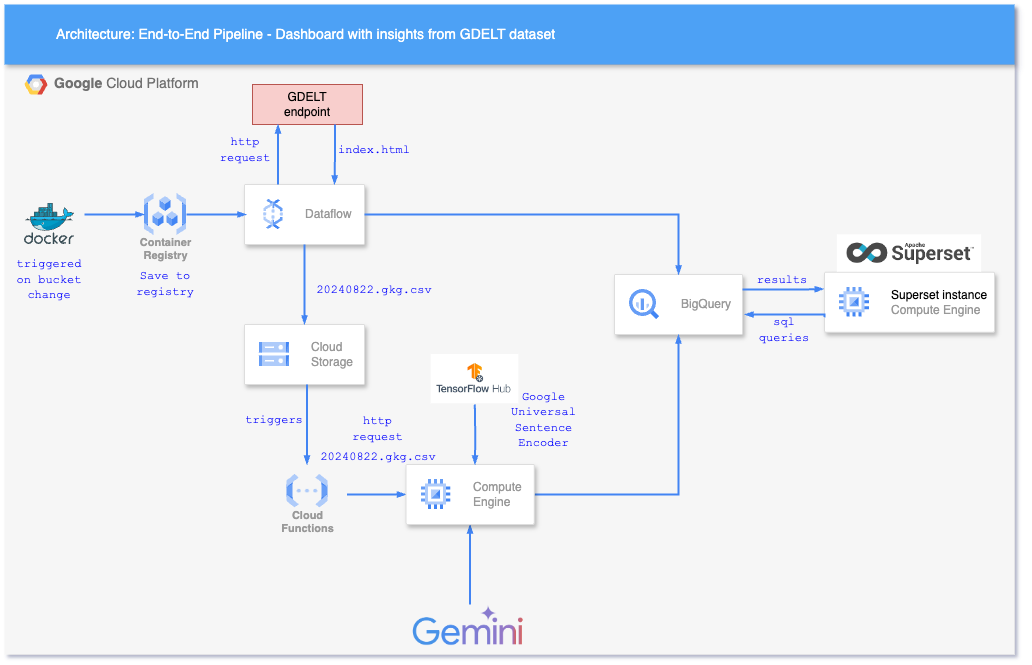 Architecture: End-to-End Pipeline - Dashboard with insights from GDELT dataset
Google Cloud Platform
GDELT
endpoint
http
request
index.html
Dataflow
docker
triggered
on bucket
change
Container
Registry
Save to
registry
20240822.gkg.csv
Cloud
Storage
triggers
Cloud
Functions
http
request
20240822.gkg.csv
TensorFlow Hub
Google
Universal
Sentence
Encoder
Compute
Engine
Gemini
BigQuery
results
sql
queries
Apache
Superset™
Superset instance
Compute Engine